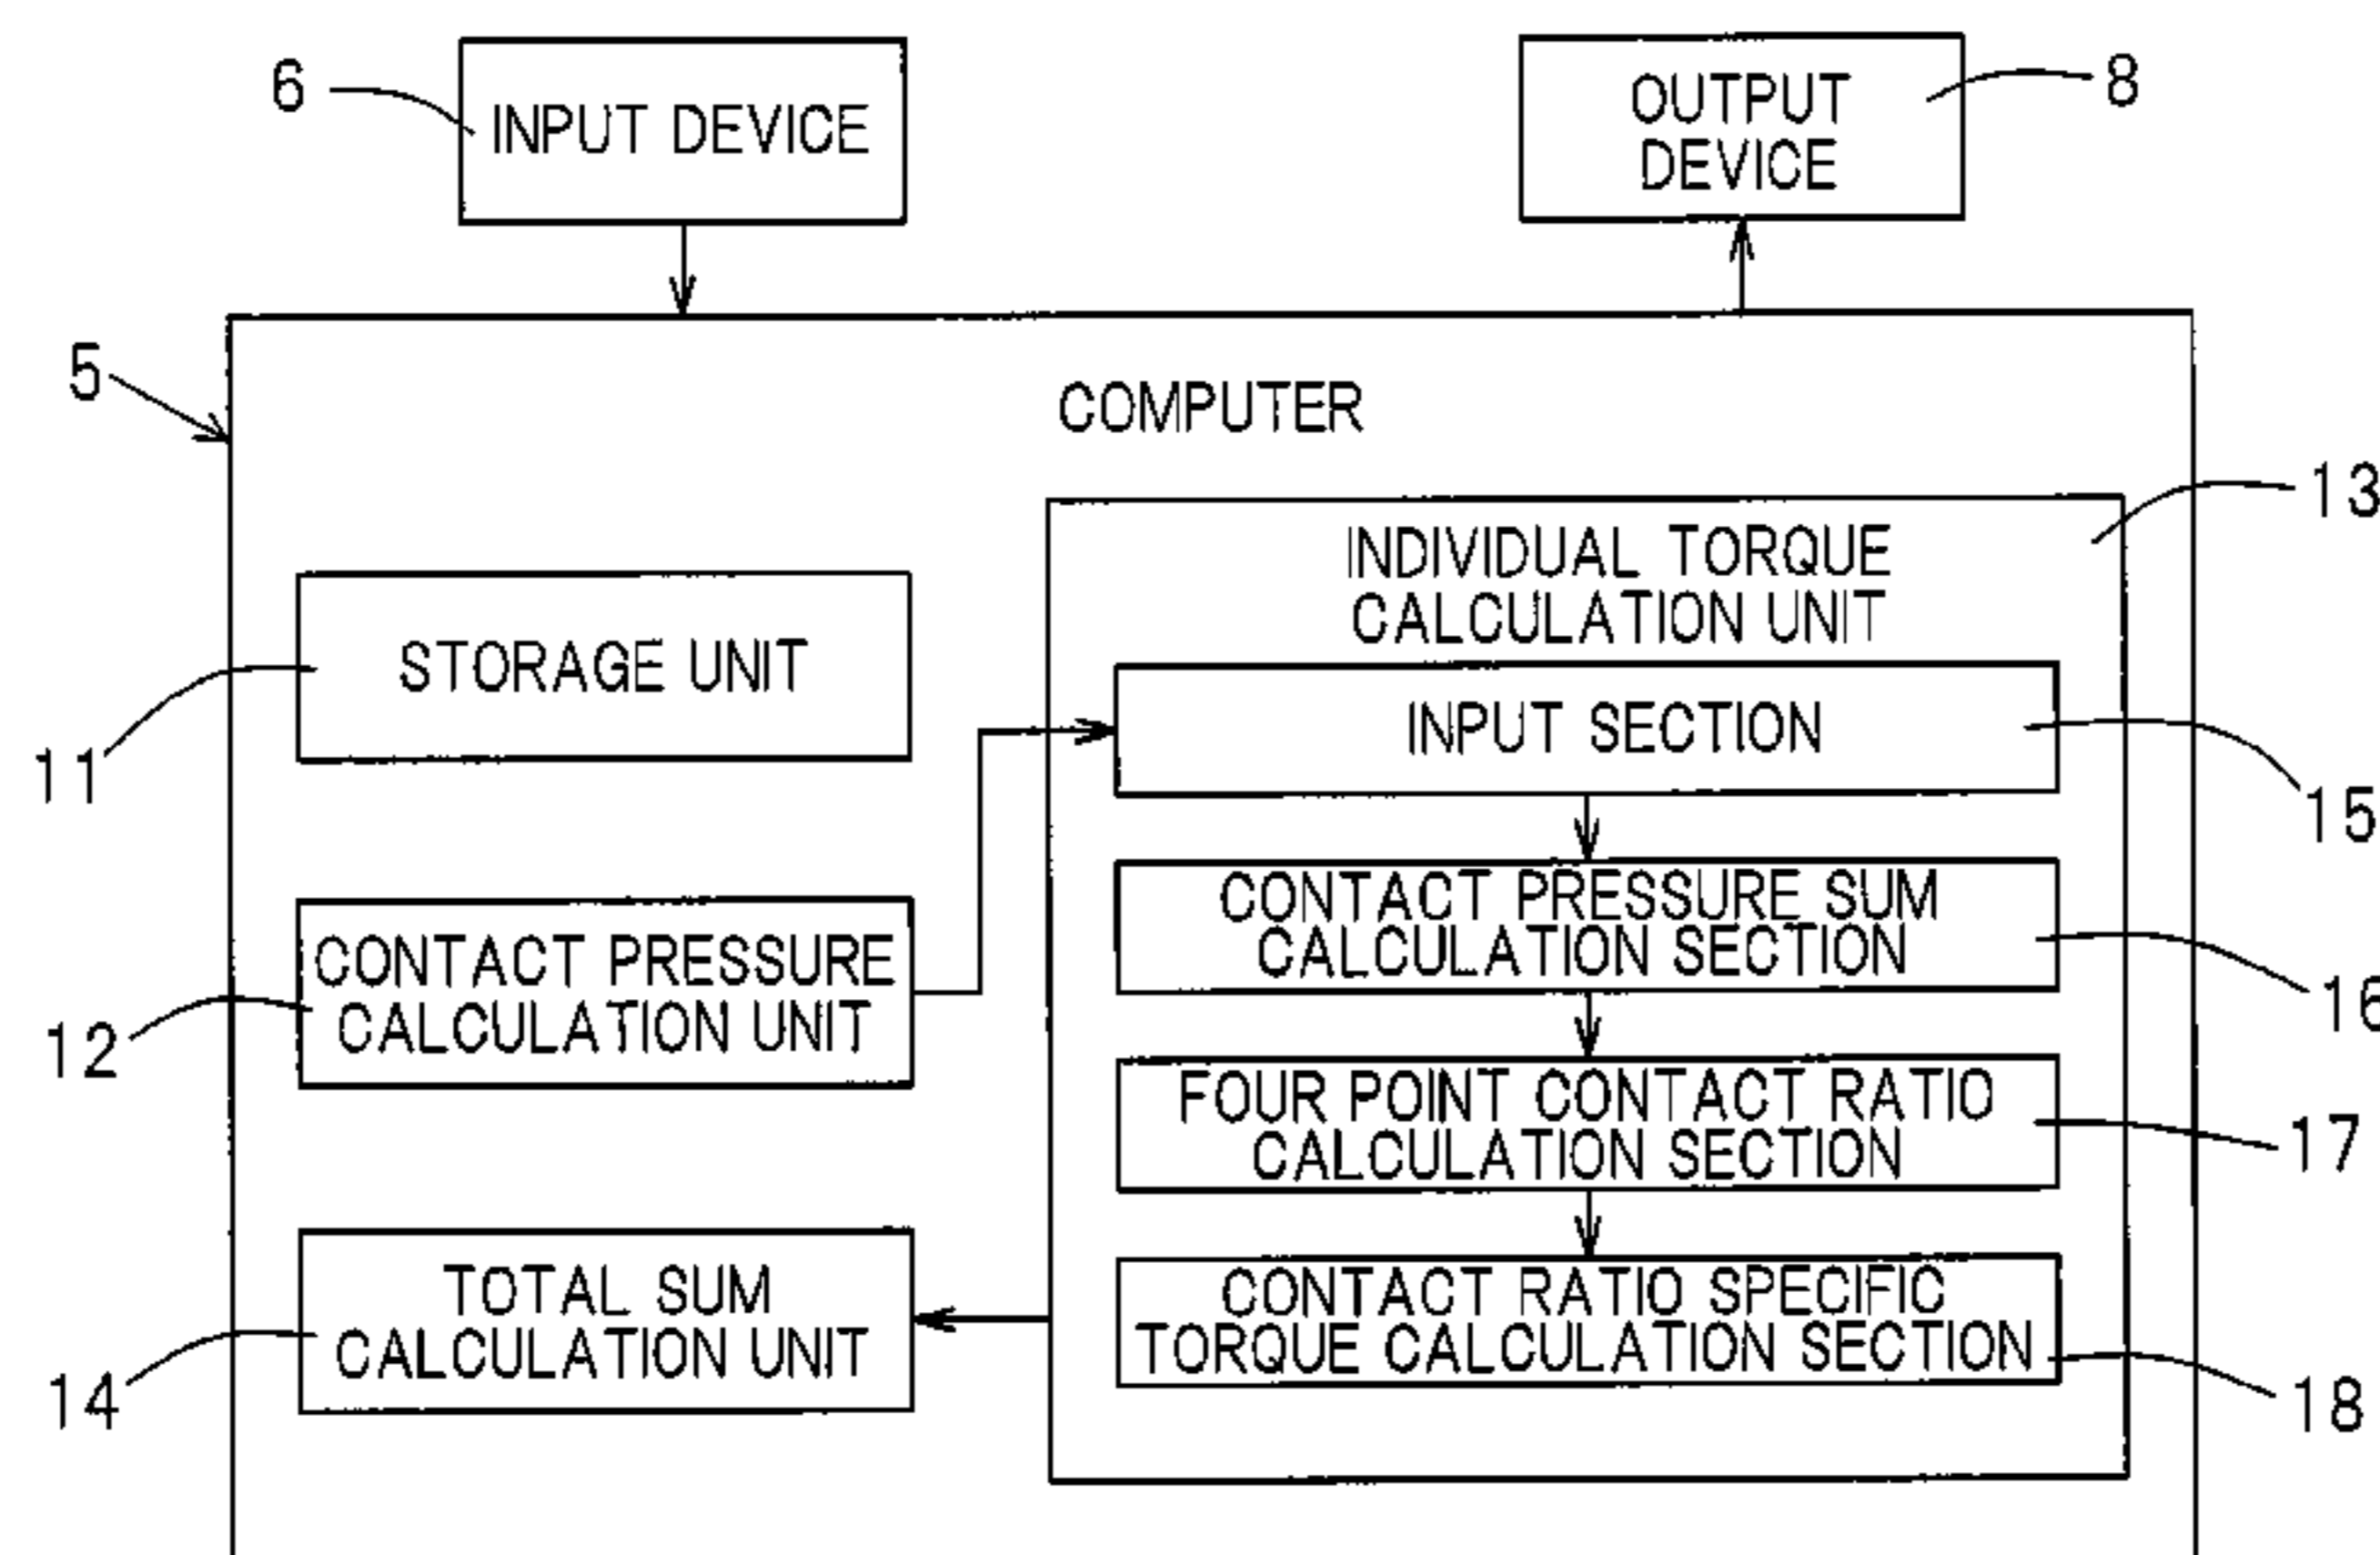 6
INPUT DEVICE
OUTPUT
DEVICE
8
5
COMPUTER
13
INDIVIDUAL TORQUE
CALCULATION UNIT
STORAGE UNIT
11
INPUT SECTION
15
CONTACT PRESSURE SUM
CALCULATION SECTION
16
CONTACT PRESSURE
CALCULATION UNIT
12
FOUR POINT CONTACT RATIO
CALCULATION SECTION
17
TOTAL SUM
CALCULATION UNIT
14
CONTACT RATIO SPECIFIC
TORQUE CALCULATION SECTION
18